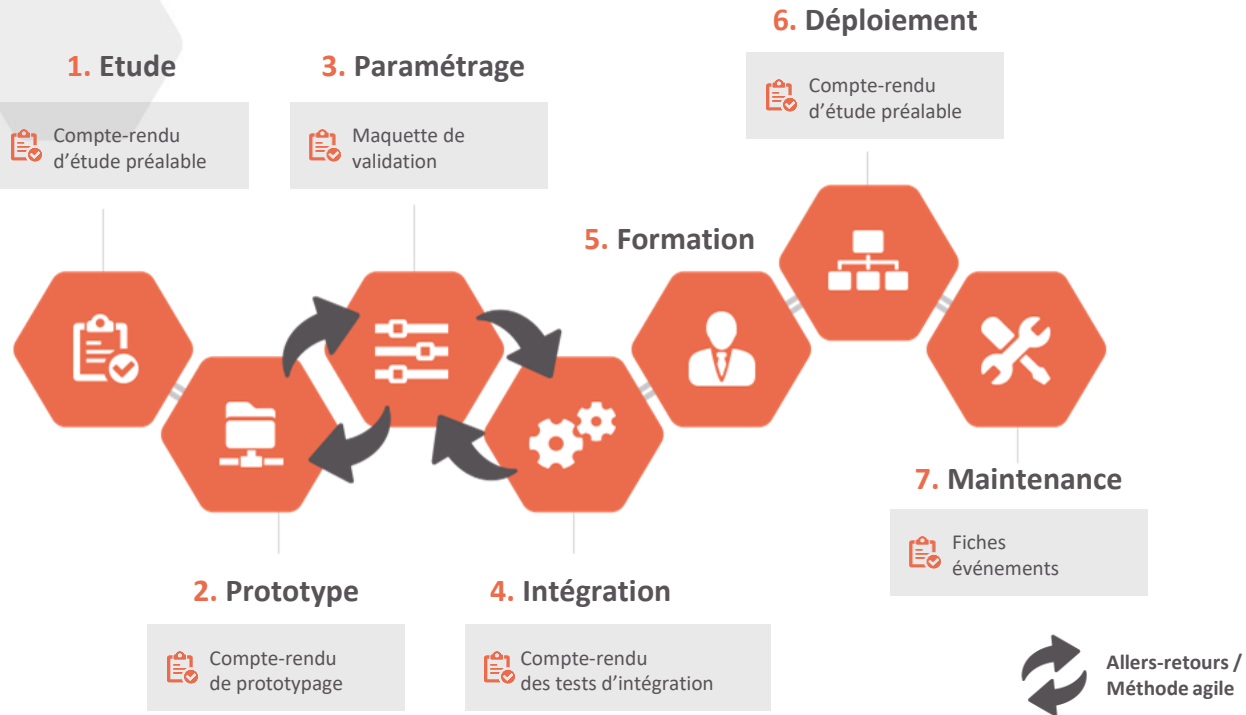 1. Etude
Compte-rendu
d’étude préalable
2. Prototype
Compte-rendu
de prototypage
3. Paramétrage
Maquette de
validation
4. Intégration
Compte-rendu
des tests d’intégration
5. Formation
6. Déploiement
Compte-rendu
d’étude préalable
7. Maintenance
Fiches
événements
Allers-retours /
Méthode agile